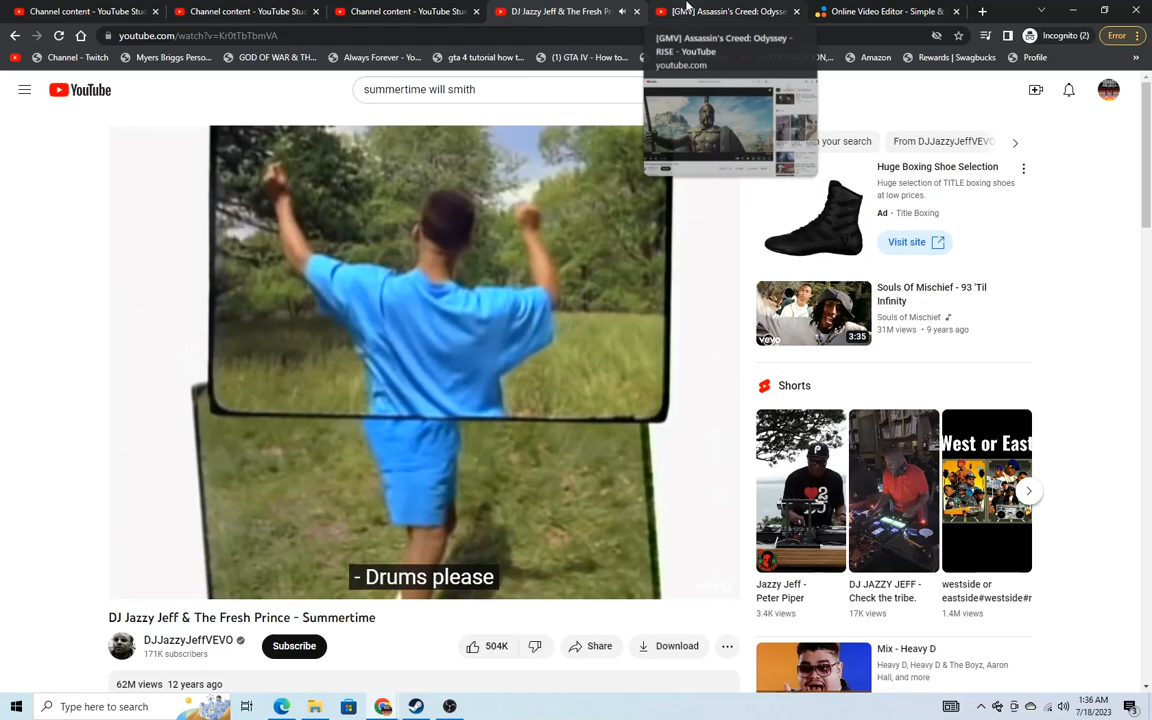 Channel content - YouTube Stu
Channel content - YouTube Stu
Channel content - YouTube Stu
DJ Jazzy Jeff & The Fresh Pr
[GMV] Assassin's Creed: Odysse
Online Video Editor - Simple &
youtube.com/watch?v=Kr0tTbTbmVA
Incognito (2)
Error
Channel - Twitch
Myers Briggs Perso...
GOD OF WAR & TH...
Always Forever - Yo...
gta 4 tutorial how t...
(1) GTA IV - How to...
Amazon
Rewards | Swagbucks
Profile
»
[GMV] Assassin's Creed: Odyssey -
RISE - YouTube
youtube.com
YouTube
summertime will smith
n your search
From DJJazzyJeffVEVO
Huge Boxing Shoe Selection
Huge selection of TITLE boxing shoes
at low prices.
Ad · Title Boxing
Visit site
Souls Of Mischief - 93 'Til
Infinity
Souls of Mischief
31M views • 9 years ago
vevo
3:35
Shorts
West or East
Jazzy Jeff -
Peter Piper
3.4K views
DJ JAZZY JEFF -
Check the tribe.
17K views
westside or
eastside#westside#r
1.4M views
Mix - Heavy D
Heavy D, Heavy D & The Boyz, Aaron
Hall, and more
- Drums please
vevo
DJ Jazzy Jeff & The Fresh Prince - Summertime
DJJazzyJeffVEVO
171K subscribers
Subscribe
504K
Share
Download
62M views 12 years ago
Type here to search
1:36 AM
7/18/2023
3